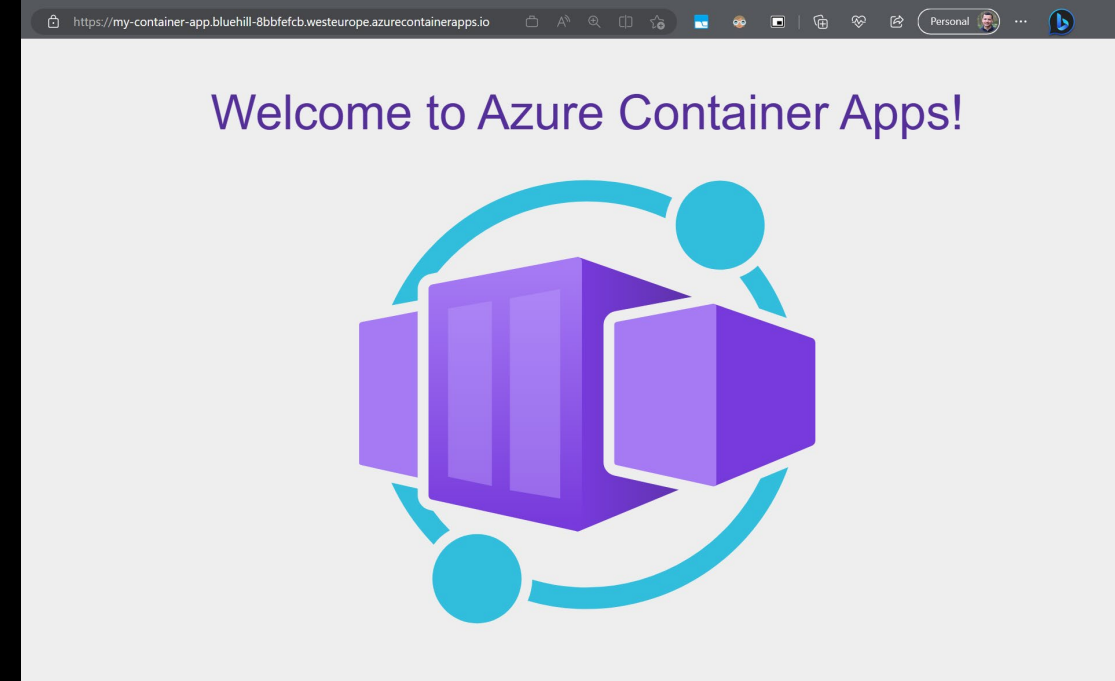 https://my-container-app.bluehill-8bbfefcb.westeurope.azurecontainerapps.io
Personal
Welcome to Azure Container Apps!